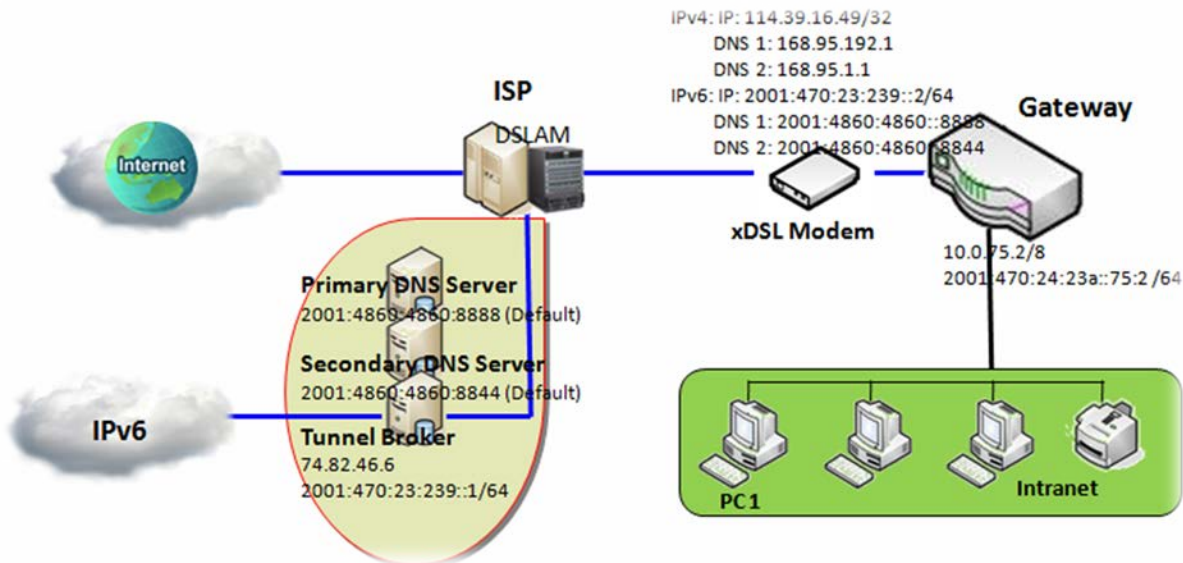 IPv4: IP: 114.39.16.49/32
DNS 1: 168.95.192.1
DNS 2: 168.95.1.1
IPv6: IP: 2001:470:23:239::2/64
DNS 1: 2001:4860:4860::8888
DNS 2: 2001:4860:4860::8844
ISP
DSLAM
Gateway
Internet
xDSL Modem
10.0.75.2/8
2001:470:24:23a::75:2 /64
Primary DNS Server
2001:4860:4860:8888 (Default)
Secondary DNS Server
2001:4860:4860:8844 (Default)
IPv6
Tunnel Broker
74.82.46.6
2001:470:23:239::1/64
PC1
Intranet